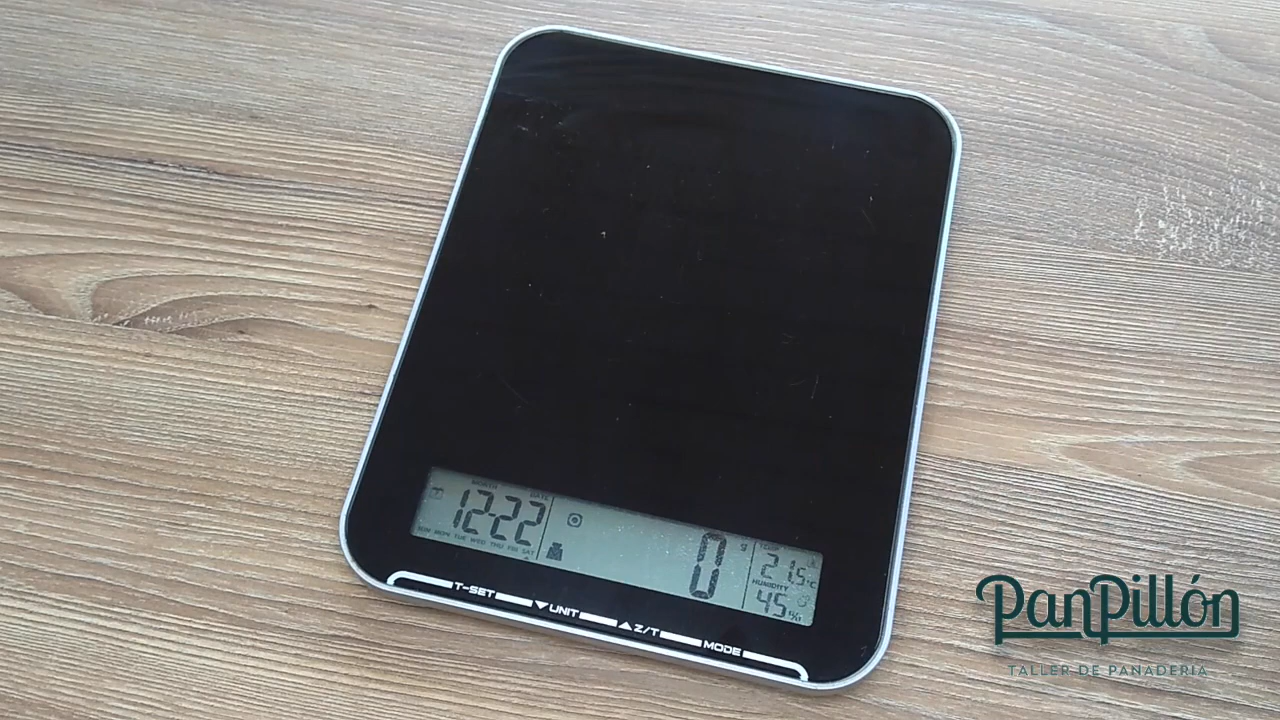 MONTH DATE
12-22
SUN MON TUE WED THU FRI SAT
0 g
21.5°C
HUMIDITY
45%
T-SET ▼UNIT ▲Z/T MODE
PanPillón
TALLER DE PANADERIA